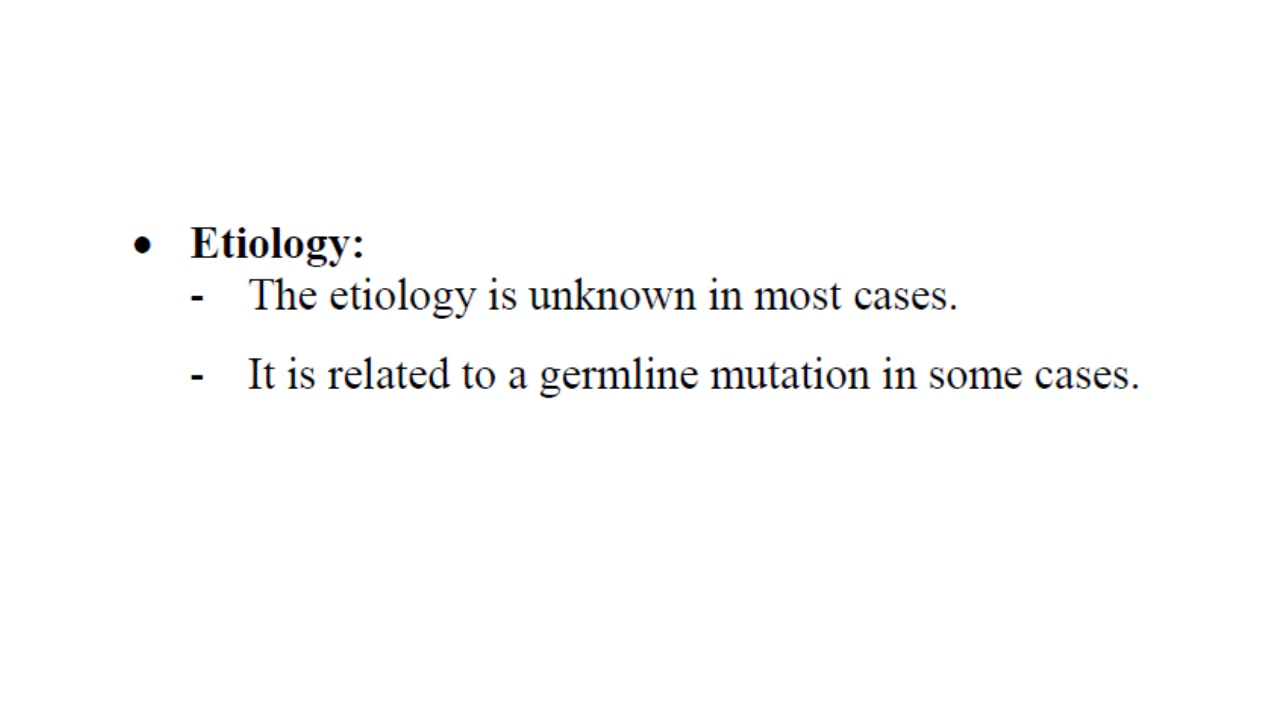 • Etiology:
- The etiology is unknown in most cases.
- It is related to a germline mutation in some cases.